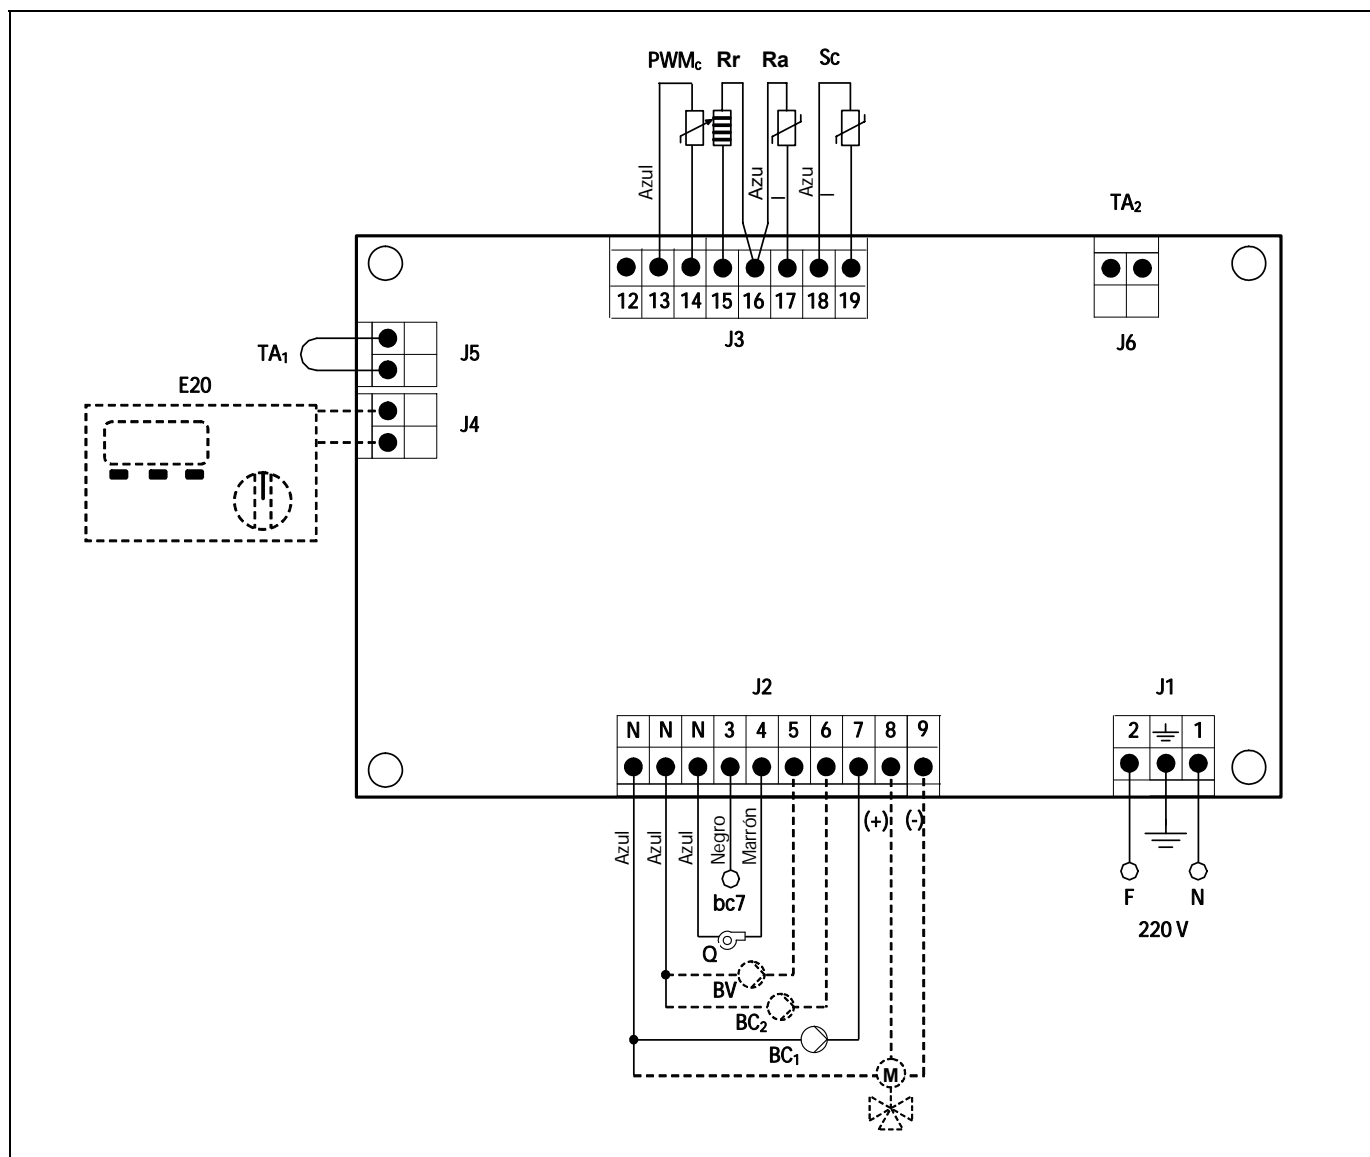 PWMc Rr Ra Sc
Azul
Azu
l
Azu
l
TA2
12 13 14 15 16 17 18 19
J3
J6
TA1
J5
E20
J4
J2
J1
N N N 3 4 5 6 7 8 9
2 1
(+) (-)
Azul
Azul
Azul
Negro
Marrón
bc7
F N
220 V
Q
BV
BC2
BC1
M